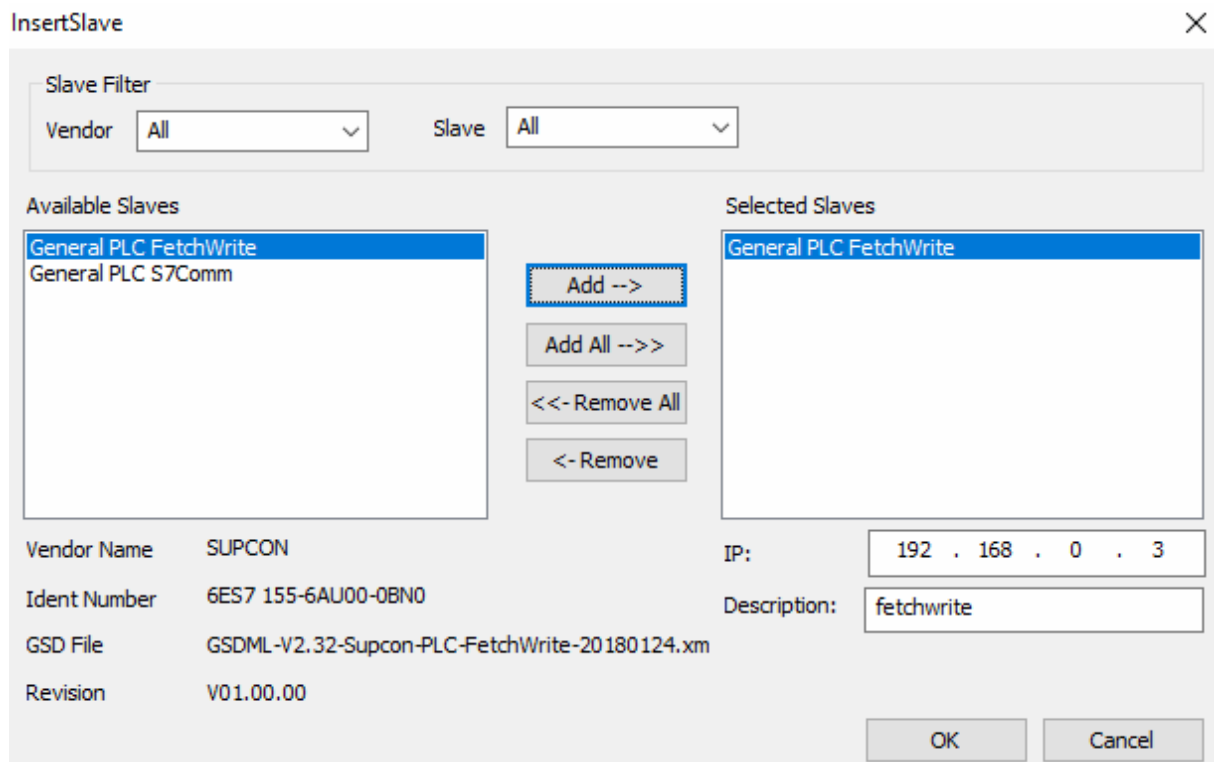 InsertSlave
Slave Filter
Vendor All Slave All
Available Slaves
General PLC FetchWrite
General PLC S7Comm
Add -->
Add All -->>
<<- Remove All
<- Remove
Selected Slaves
General PLC FetchWrite
Vendor Name SUPCON
Ident Number 6ES7 155-6AU00-0BN0
GSD File GSDML-V2.32-Supcon-PLC-FetchWrite-20180124.xm
Revision V01.00.00
IP: 192 . 168 . 0 . 3
Description: fetchwrite
OK Cancel